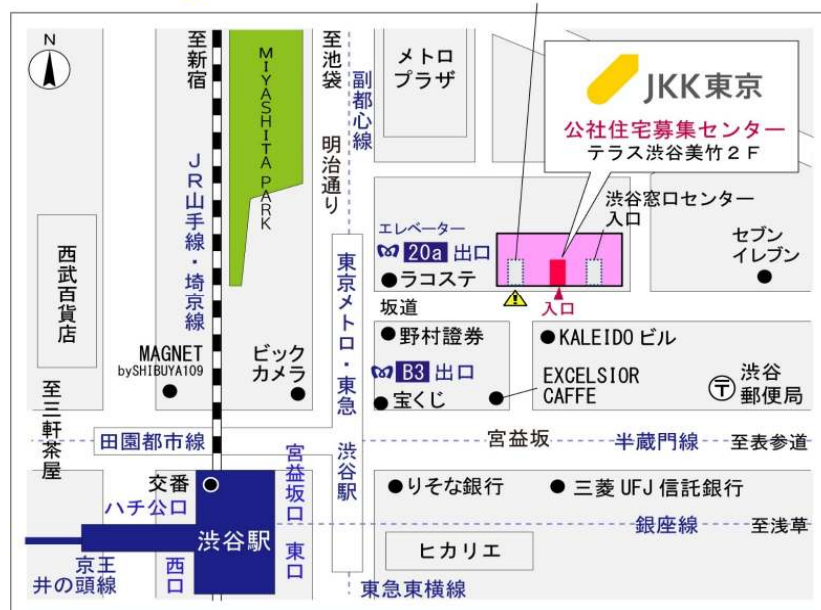 N
至新宿
MIYASHITA PARK
至池袋
副都心線
明治通り
メトロ
プラザ
JKK東京
公社住宅募集センター
テラス渋谷美竹2F
渋谷窓口センター
入口
JR山手線・埼京線
西武百貨店
エレベーター
20a 出口
ラコステ
セブン
イレブン
入口
坂道
東京メトロ・東急 渋谷駅
野村證券
KALEIDO ビル
MAGNET
bySHIBUYA109
ビック
カメラ
B3 出口
宝くじ
EXCELSIOR
CAFFE
渋谷
郵便局
至三軒茶屋
田園都市線
宮益坂
半蔵門線
至表参道
交番
ハチ公口
宮益坂口
りそな銀行
三菱 UFJ 信託銀行
渋谷駅
銀座線
至浅草
京王
井の頭線
西口
東口
ヒカリエ
東急東横線